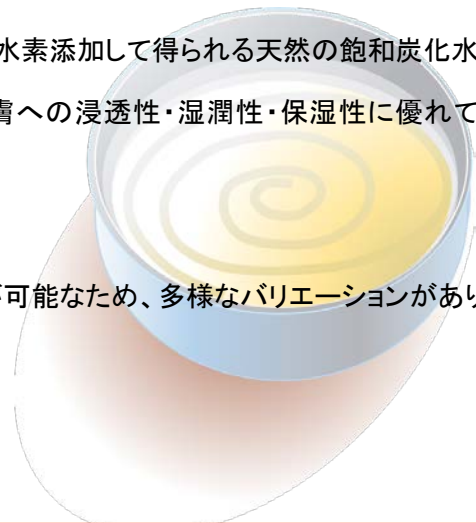 水素添加して得られる天然の飽和炭化水
膚への浸透性・湿潤性・保湿性に優れて
可能なため、多様なバリエーションがあり